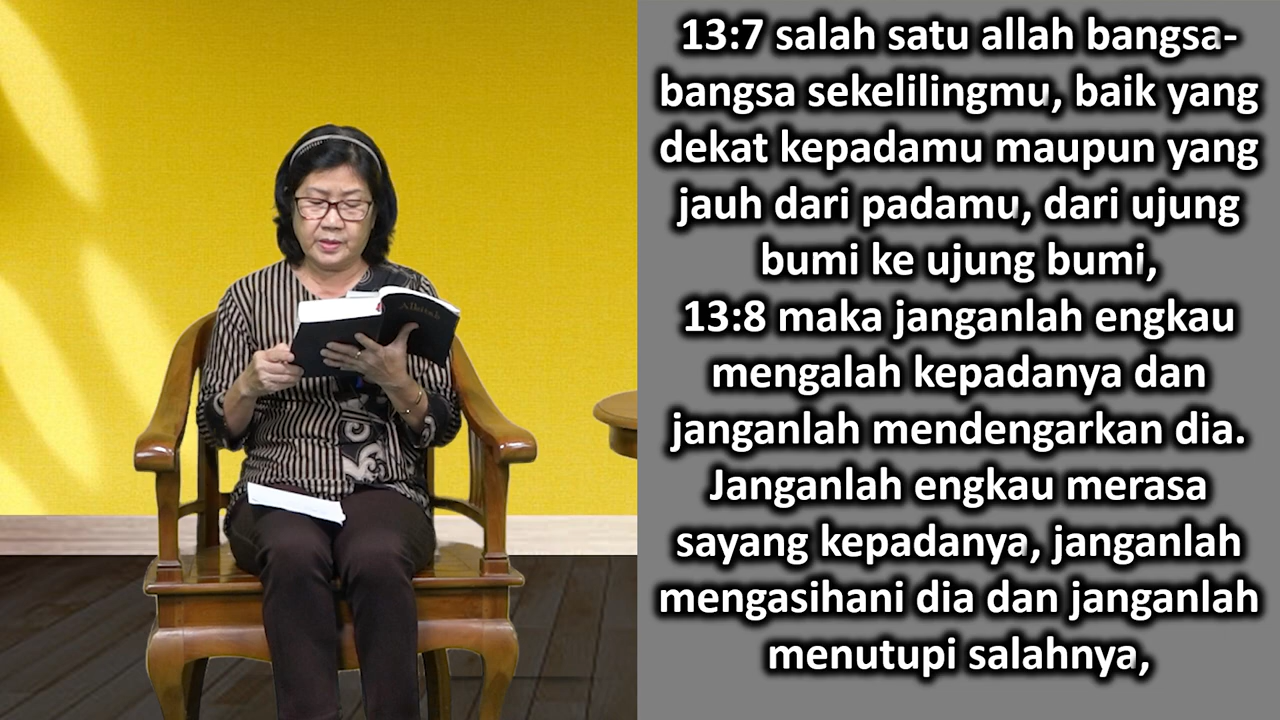 13:7 salah satu allah bangsa-
bangsa sekelilingmu, baik yang
dekat kepadamu maupun yang
jauh dari padamu, dari ujung
bumi ke ujung bumi,
13:8 maka janganlah engkau
mengalah kepadanya dan
janganlah mendengarkan dia.
Janganlah engkau merasa
sayang kepadanya, janganlah
mengasihani dia dan janganlah
menutupi salahnya,
Alkitab